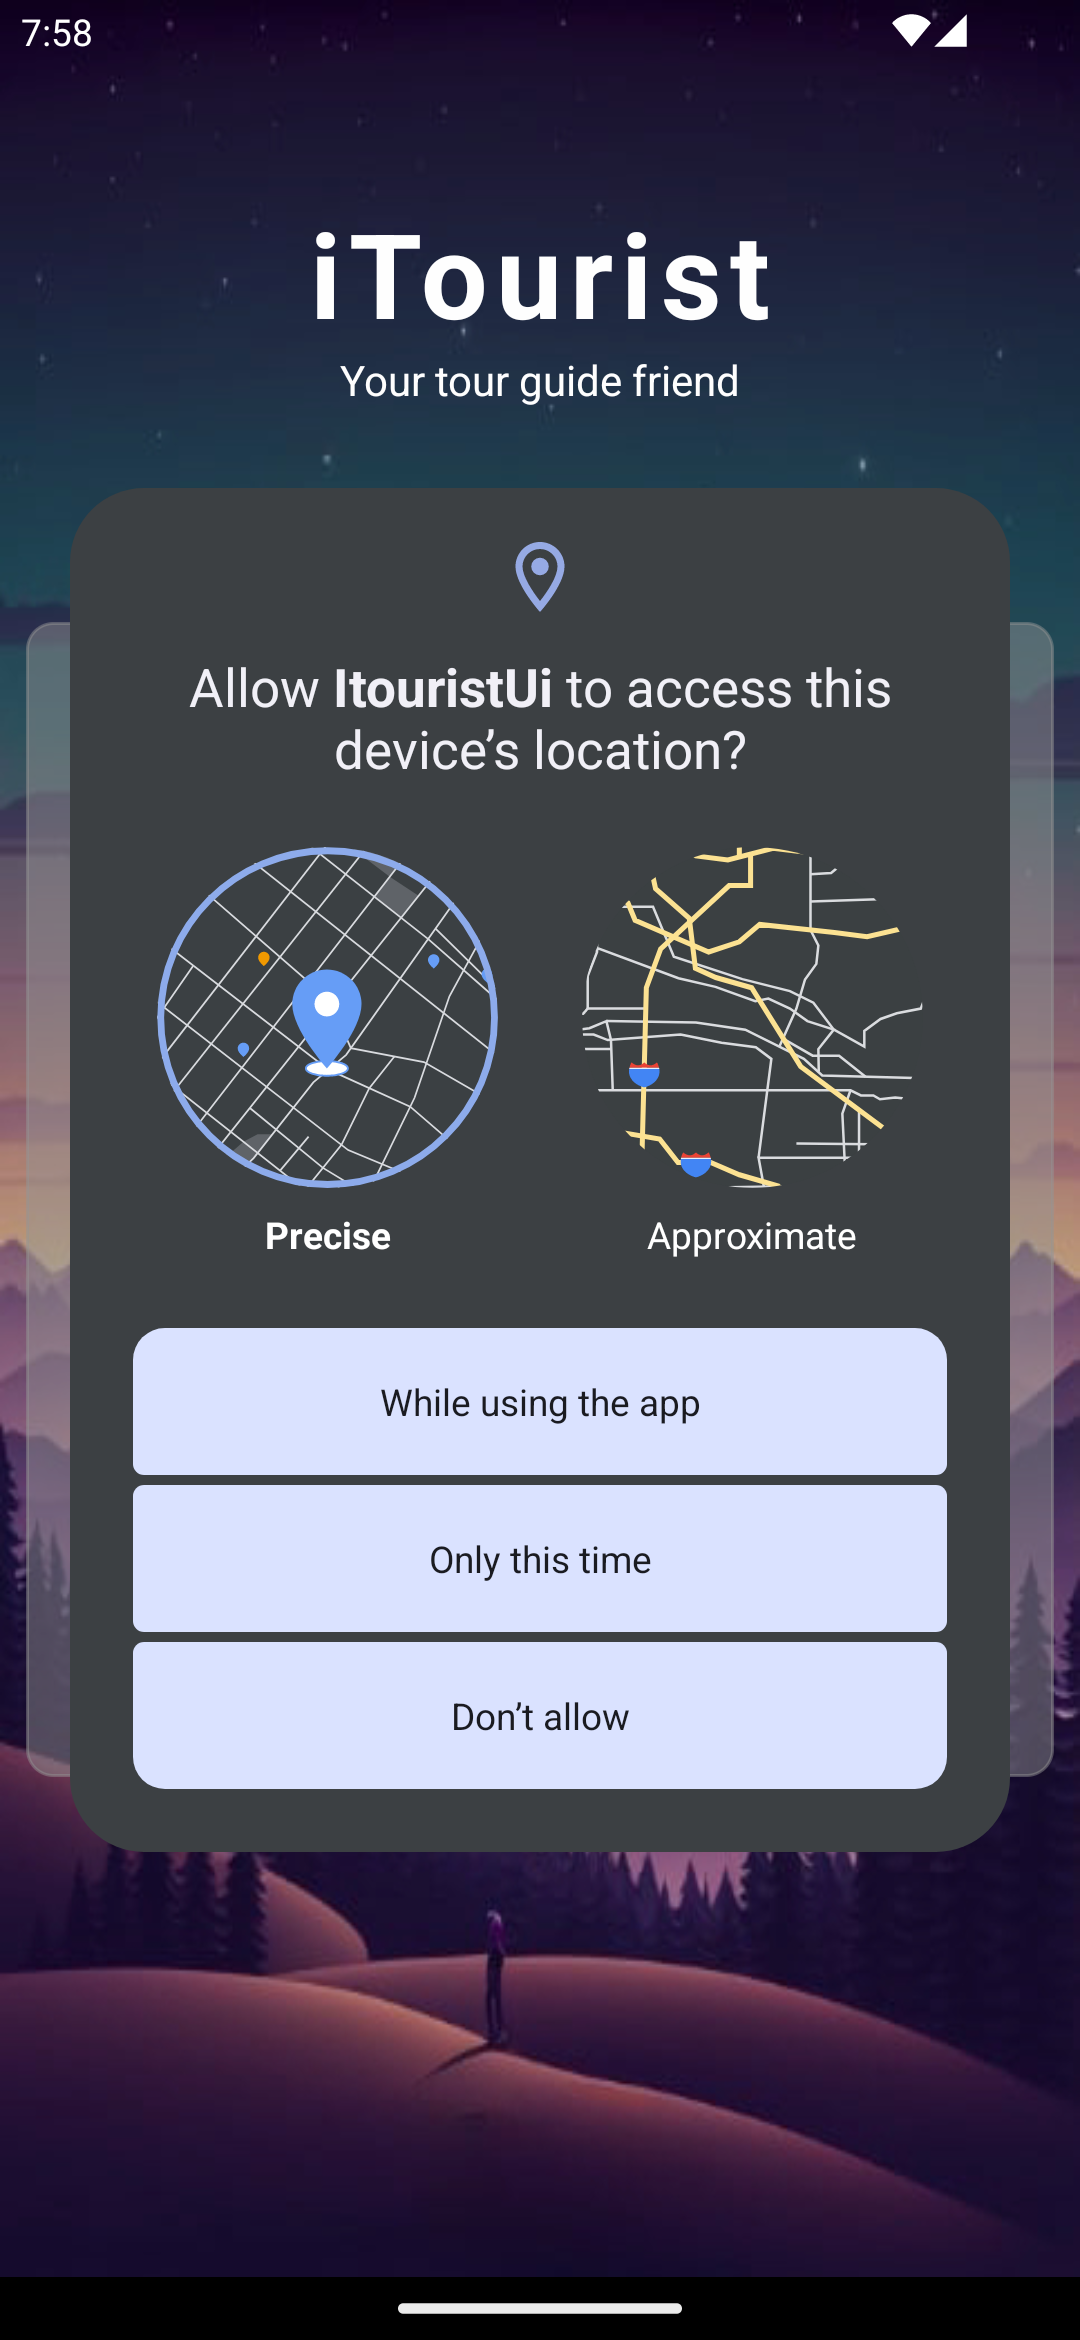 7:58
iTourist
Your tour guide friend
Allow ItouristUi to access this
device’s location?
Precise
Approximate
While using the app
Only this time
Don’t allow